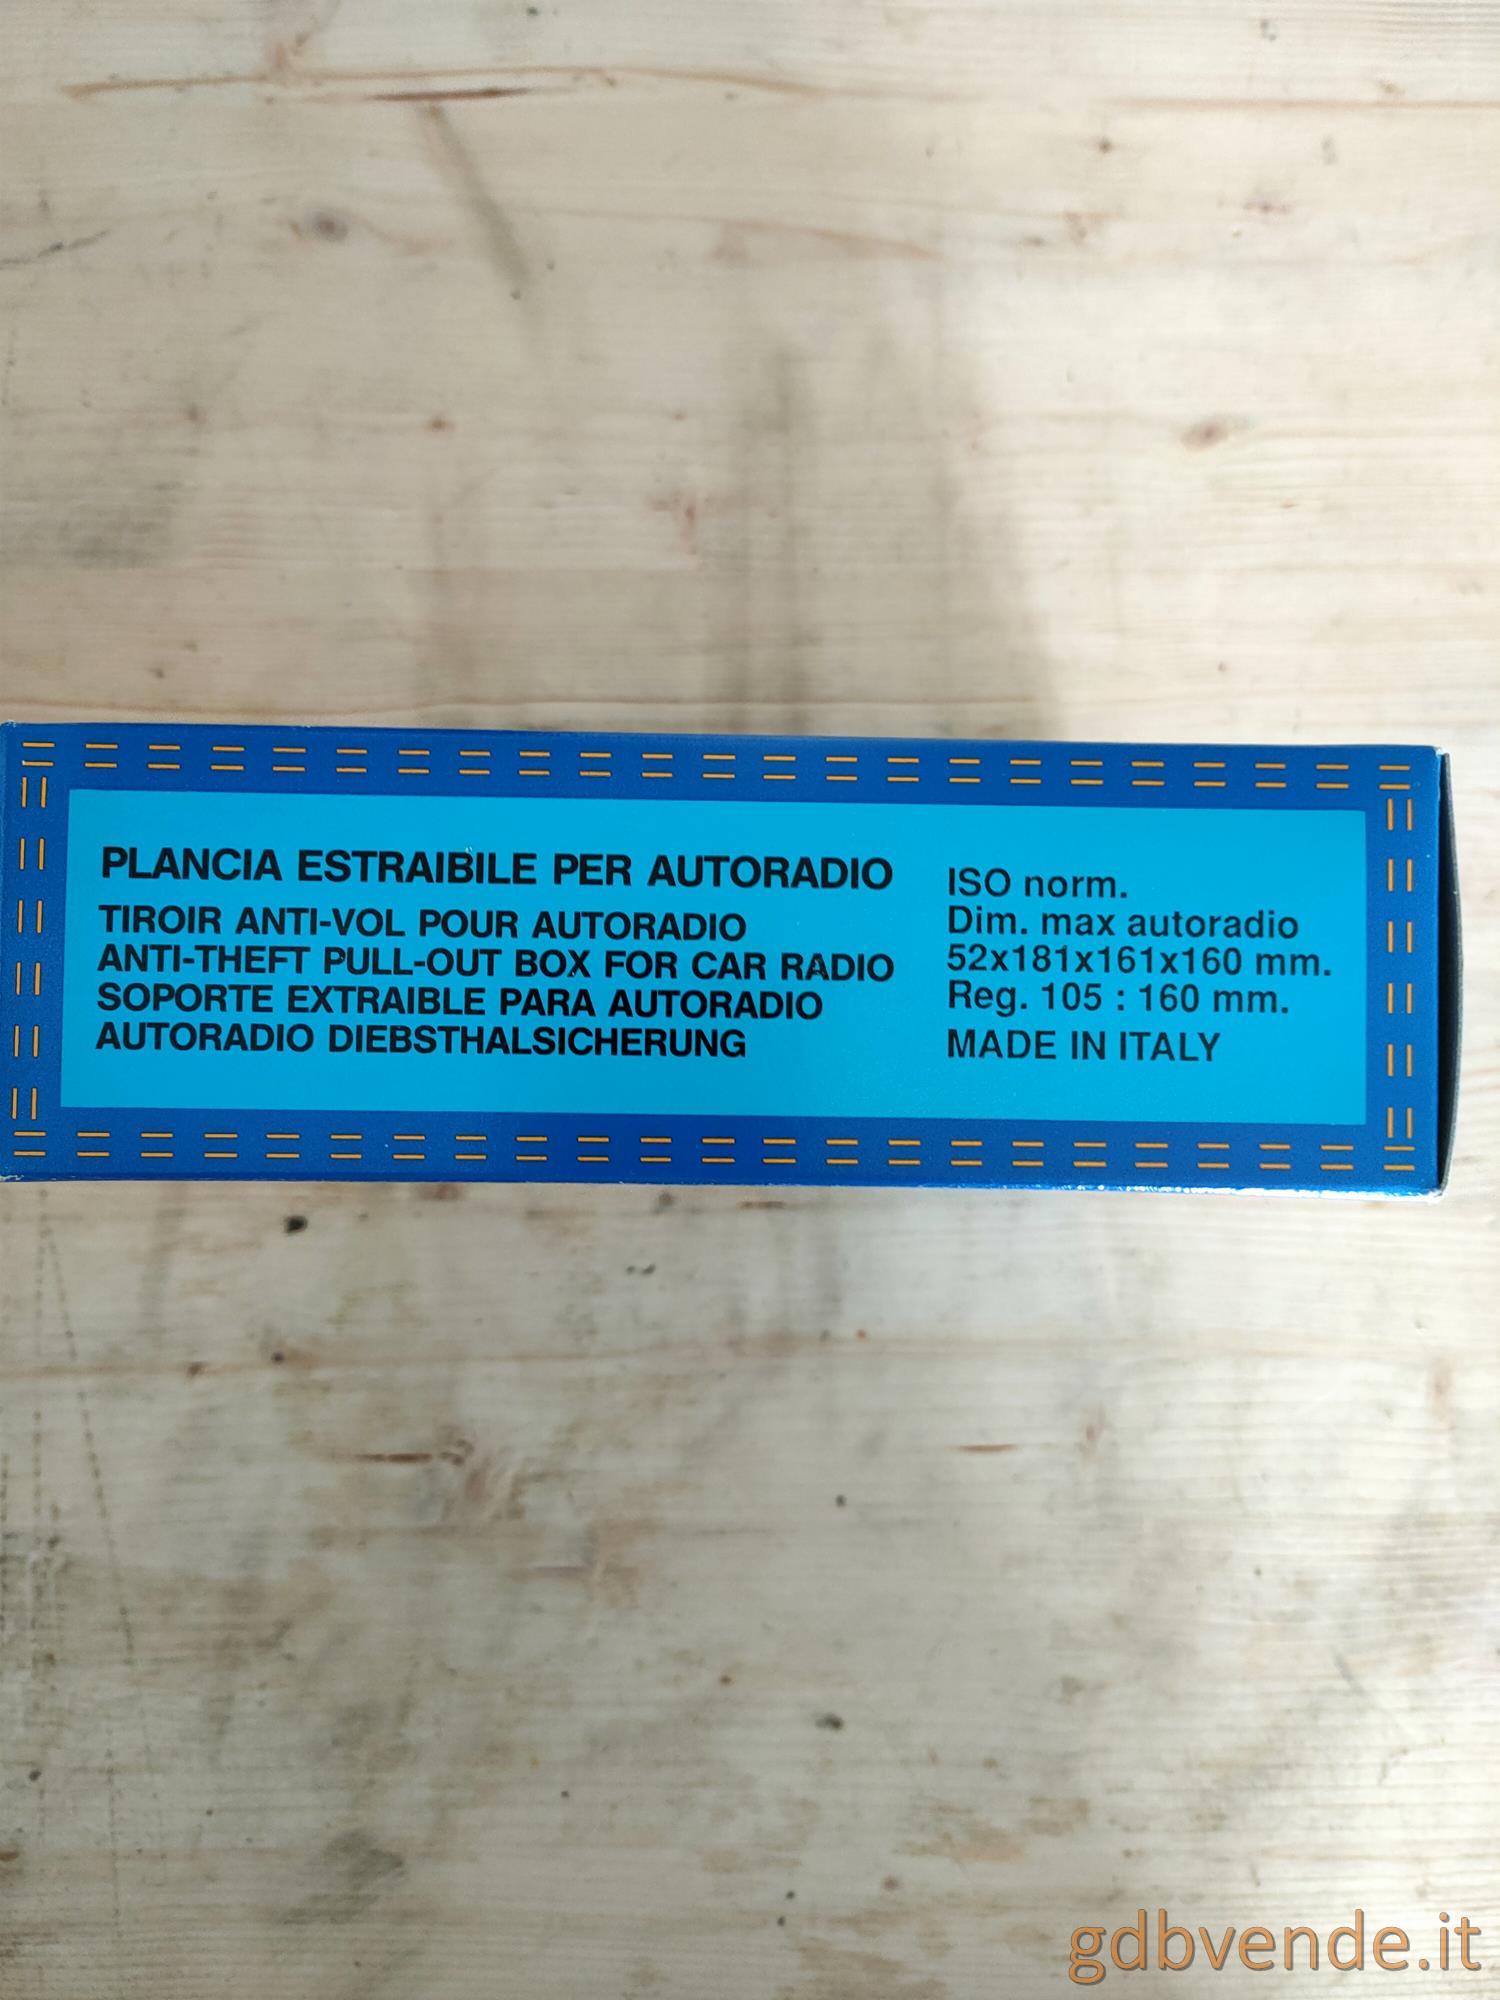 PLANCIA ESTRAIBILE PER AUTORADIO
TIROIR ANTI-VOL POUR AUTORADIO
ANTI-THEFT PULL-OUT BOX FOR CAR RADIO
SOPORTE EXTRAIBLE PARA AUTORADIO
AUTORADIO DIEBSTHALSICHERUNG
ISO norm.
Dim. max autoradio
52x181x161x160 mm.
Reg. 105 : 160 mm.
MADE IN ITALY
gdbvende.it